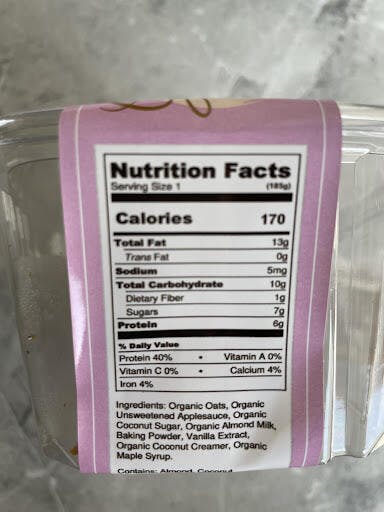 Nutrition Facts
Serving Size 1 (185g)
Calories 170
Total Fat 13g
Trans Fat 0g
Sodium 5mg
Total Carbohydrate 10g
Dietary Fiber 1g
Sugars 7g
Protein 6g
% Daily Value
Protein 40% • Vitamin A 0%
Vitamin C 0% • Calcium 4%
Iron 4%
Ingredients: Organic Oats, Organic
Unsweetened Applesauce, Organic
Coconut Sugar, Organic Almond Milk,
Baking Powder, Vanilla Extract,
Organic Coconut Creamer, Organic
Maple Syrup.
Contains: Almond, Coconut